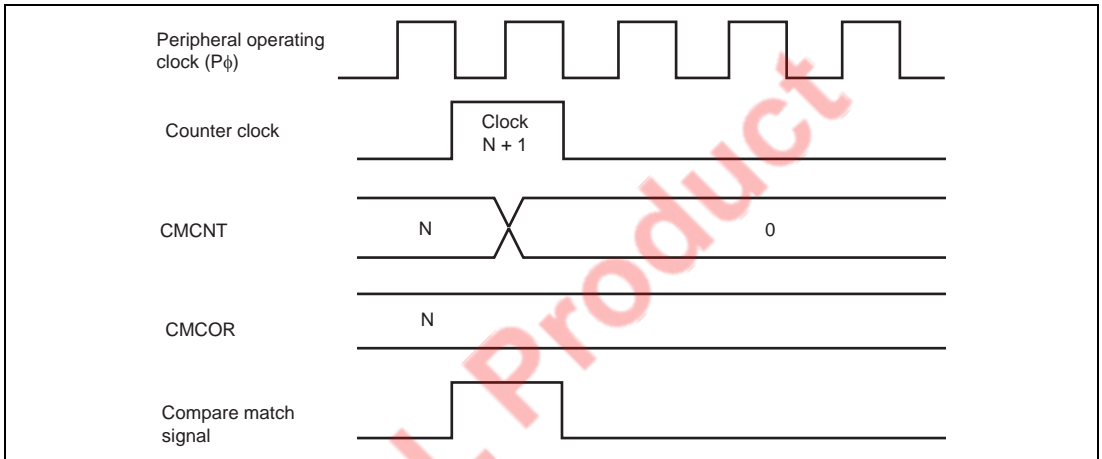 Peripheral operating
clock (Pϕ)
Counter clock
Clock
N + 1
CMCNT
N
0
CMCOR
N
Compare match
signal
Product